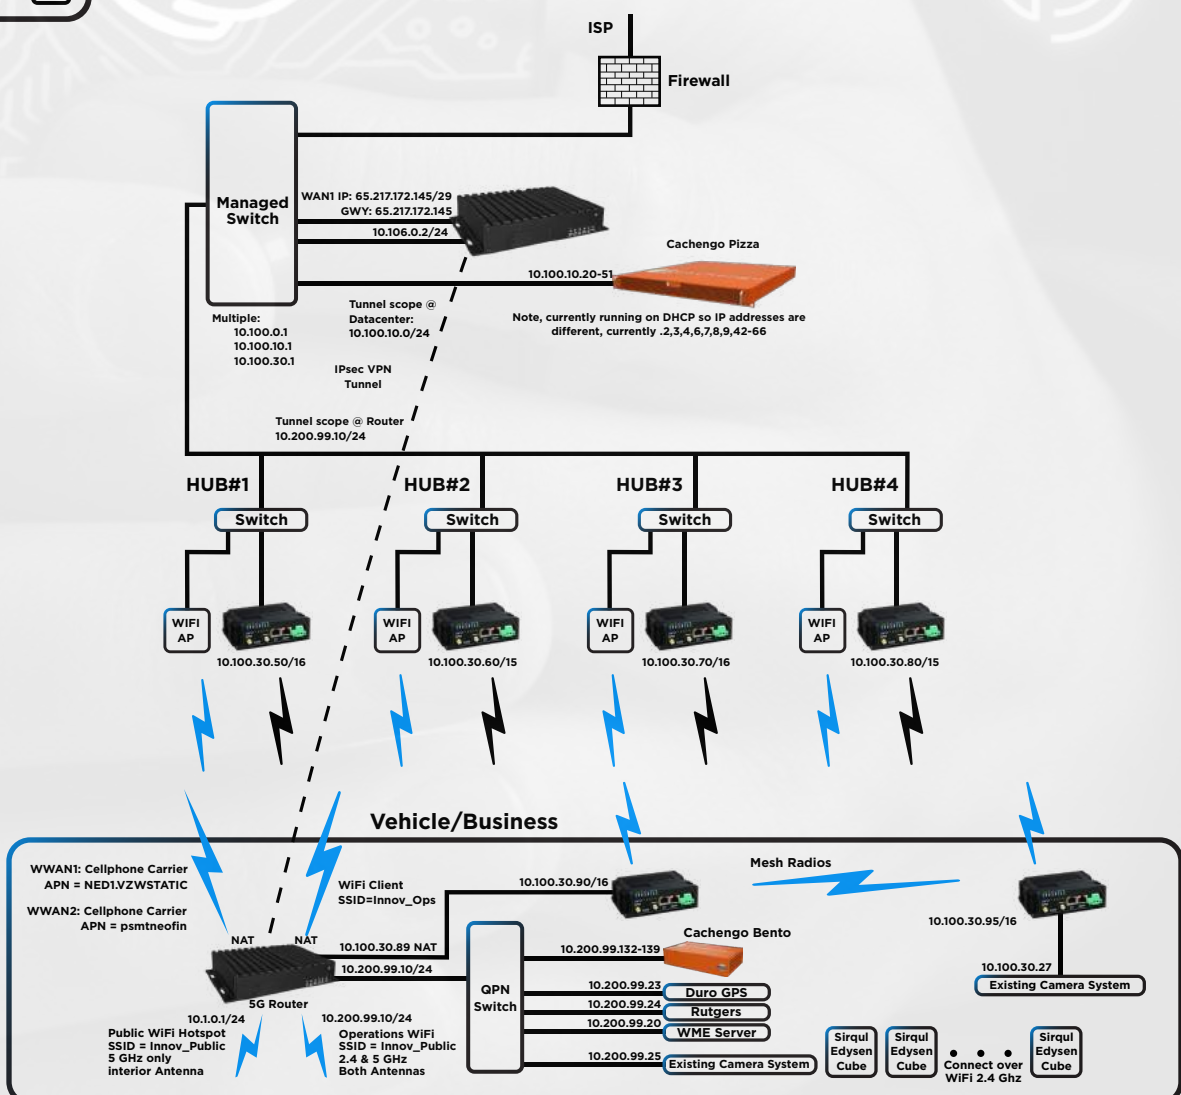 ISP
Firewall
Managed
Switch
WAN1 IP: 65.217.172.145/29
GWY: 65.217.172.145
10.106.0.2/24
Cachengo Pizza
10.100.10.20-51
Tunnel scope @
Datacenter:
10.100.10.0/24
Note, currently running on DHCP so IP addresses are
different, currently .2,3,4,6,7,8,9,42-66
Multiple:
10.100.0.1
10.100.10.1
10.100.30.1
IPsec VPN
Tunnel
Tunnel scope @ Router
10.200.99.10/24
HUB#1
HUB#2
HUB#3
HUB#4
Switch
Switch
Switch
Switch
WIFI
AP
WIFI
AP
WIFI
AP
WIFI
AP
10.100.30.50/16
10.100.30.60/15
10.100.30.70/16
10.100.30.80/15
Vehicle/Business
WWAN1: Cellphone Carrier
APN = NED1.VZWSTATIC
WWAN2: Cellphone Carrier
APN = psmtneofin
WiFi Client
SSID=Innov_Ops
10.100.30.90/16
Mesh Radios
10.100.30.95/16
NAT
NAT
10.100.30.89 NAT
10.200.99.10/24
5G Router
QPN
Switch
10.200.99.132-139
Cachengo Bento
10.200.99.23
Duro GPS
10.200.99.24
Rutgers
10.200.99.20
WME Server
10.200.99.25
Existing Camera System
10.100.30.27
Existing Camera System
10.1.0.1/24
Public WiFi Hotspot
SSID = Innov_Public
5 GHz only
interior Antenna
10.200.99.10/24
Operations WiFi
SSID = Innov_Public
2.4 & 5 GHz
Both Antennas
Sirqul
Edysen
Cube
Sirqul
Edysen
Cube
Connect over
WiFi 2.4 Ghz
Sirqul
Edysen
Cube